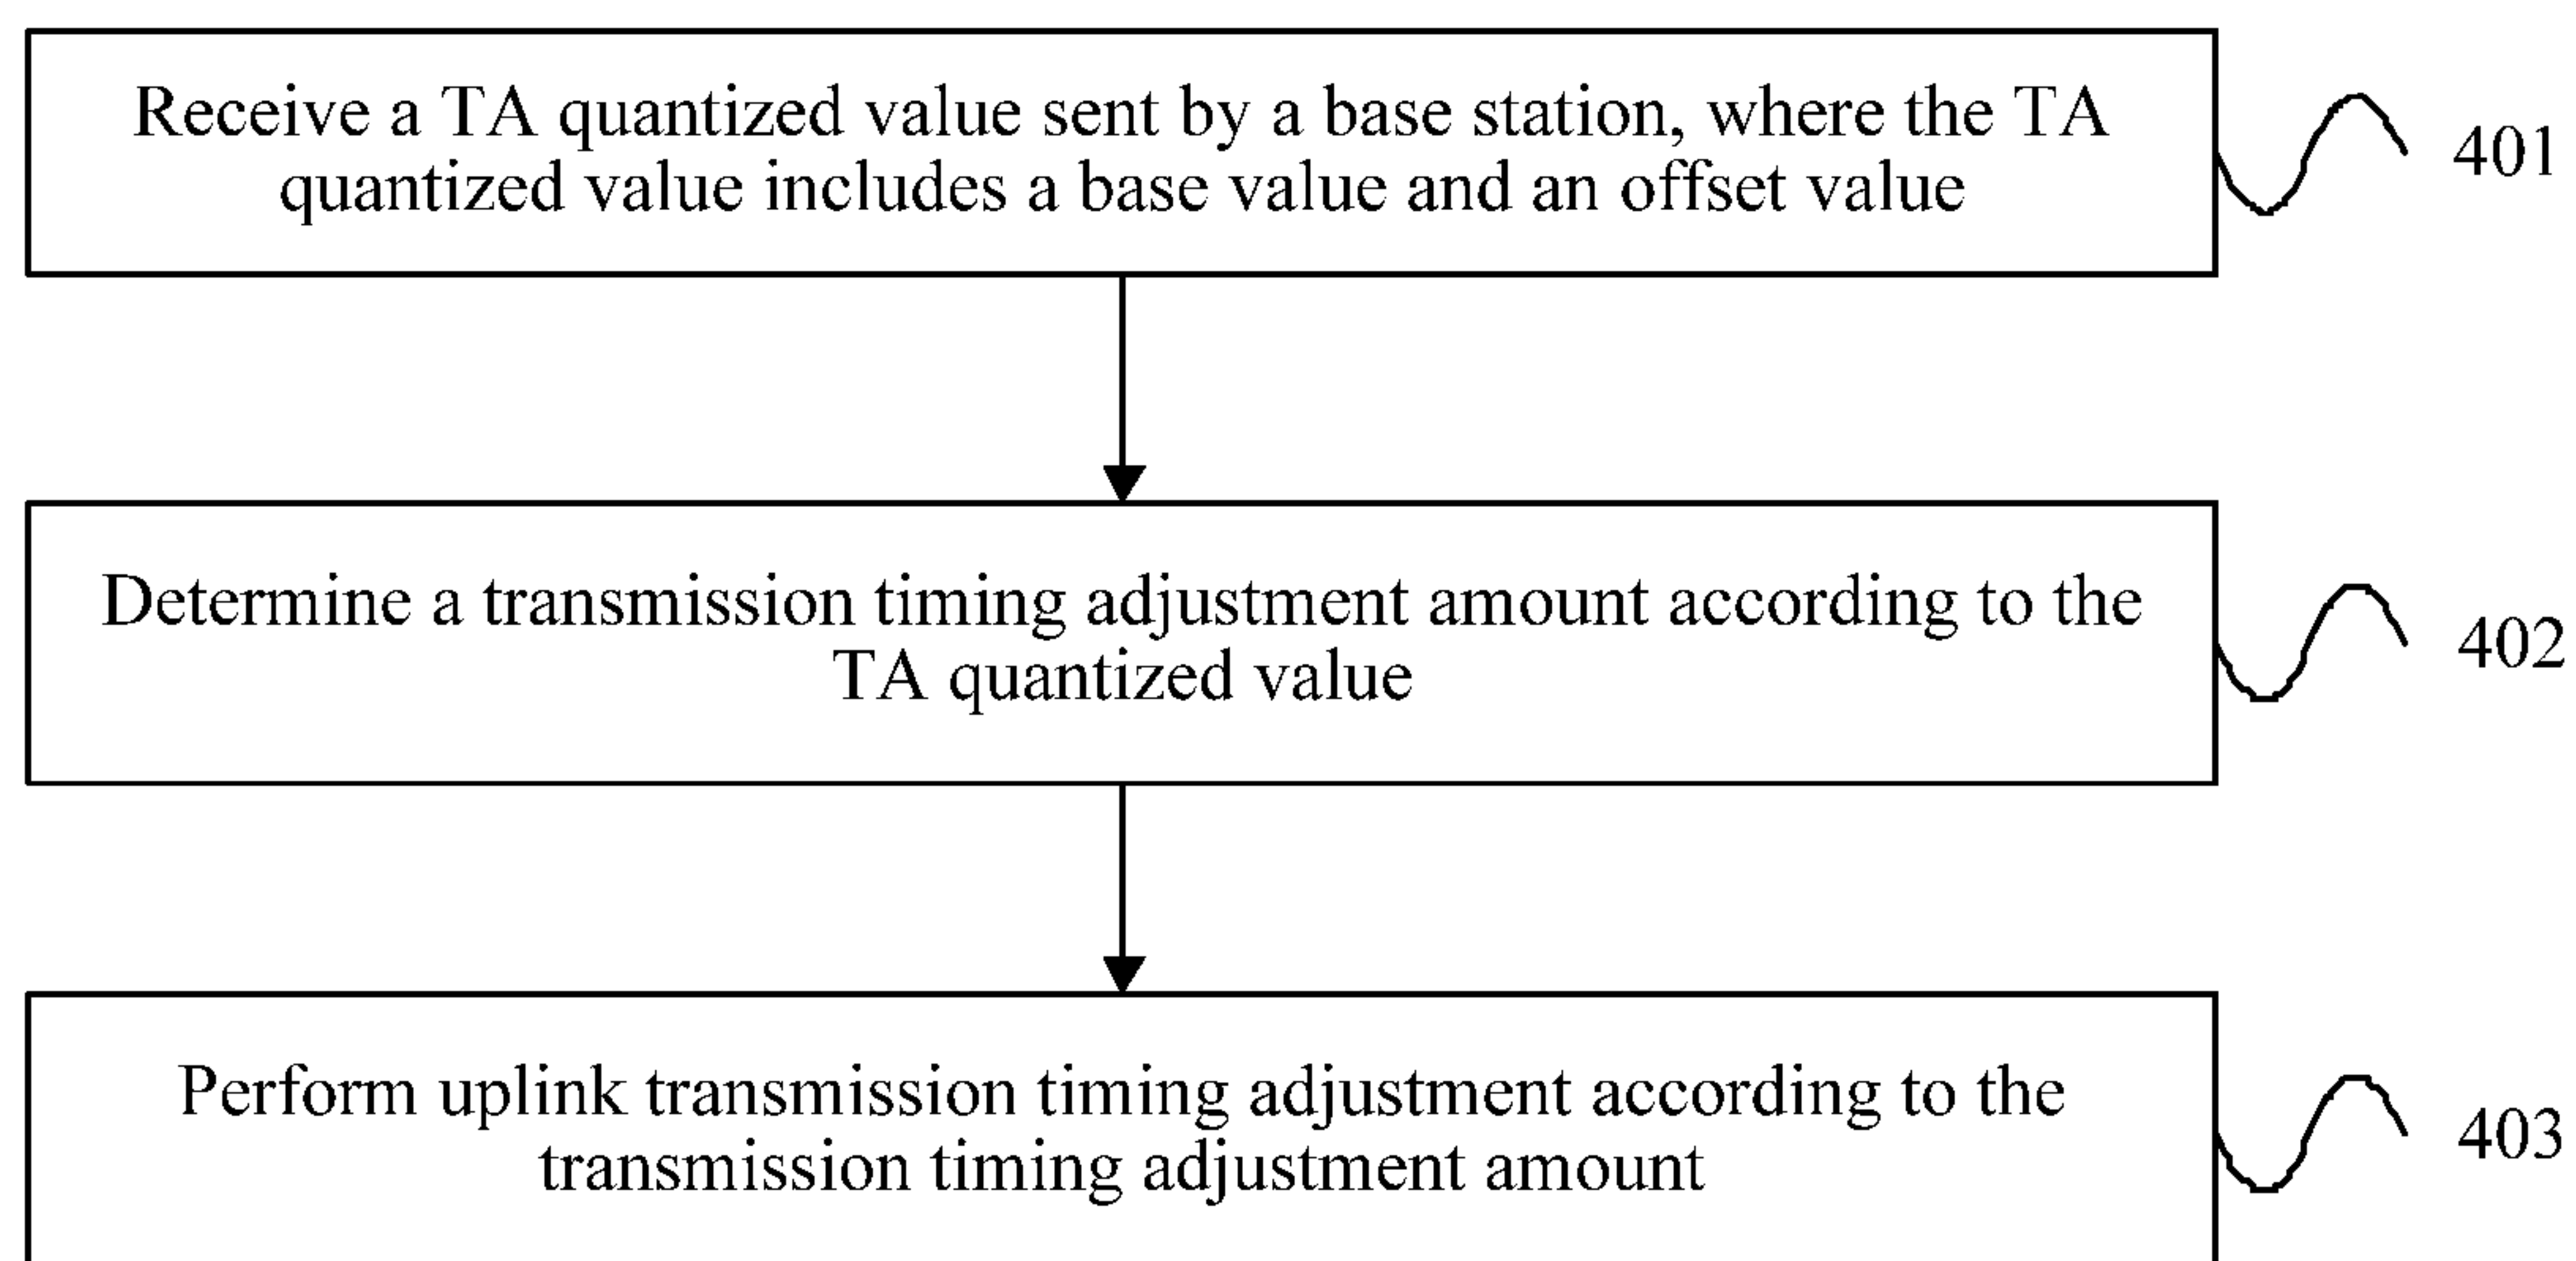 Receive a TA quantized value sent by a base station, where the TA
quantized value includes a base value and an offset value
401
Determine a transmission timing adjustment amount according to the
TA quantized value
402
Perform uplink transmission timing adjustment according to the
transmission timing adjustment amount
403